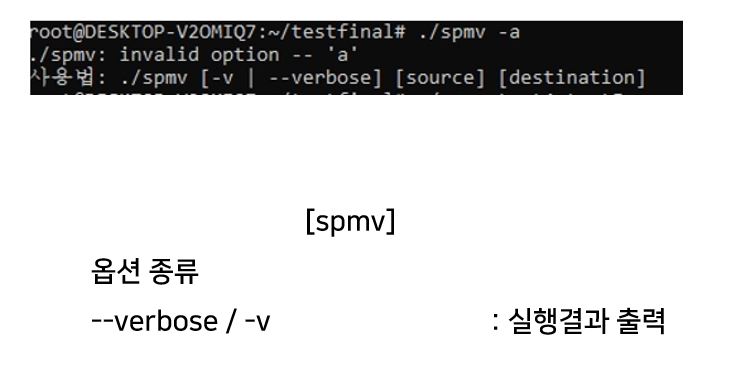 root@DESKTOP-V2OMIQ7:~/testfinal# ./spmv -a
./spmv: invalid option -- 'a'
사용법: ./spmv [-v | --verbose] [source] [destination]
[spmv]
옵션 종류
--verbose / -v : 실행결과 출력